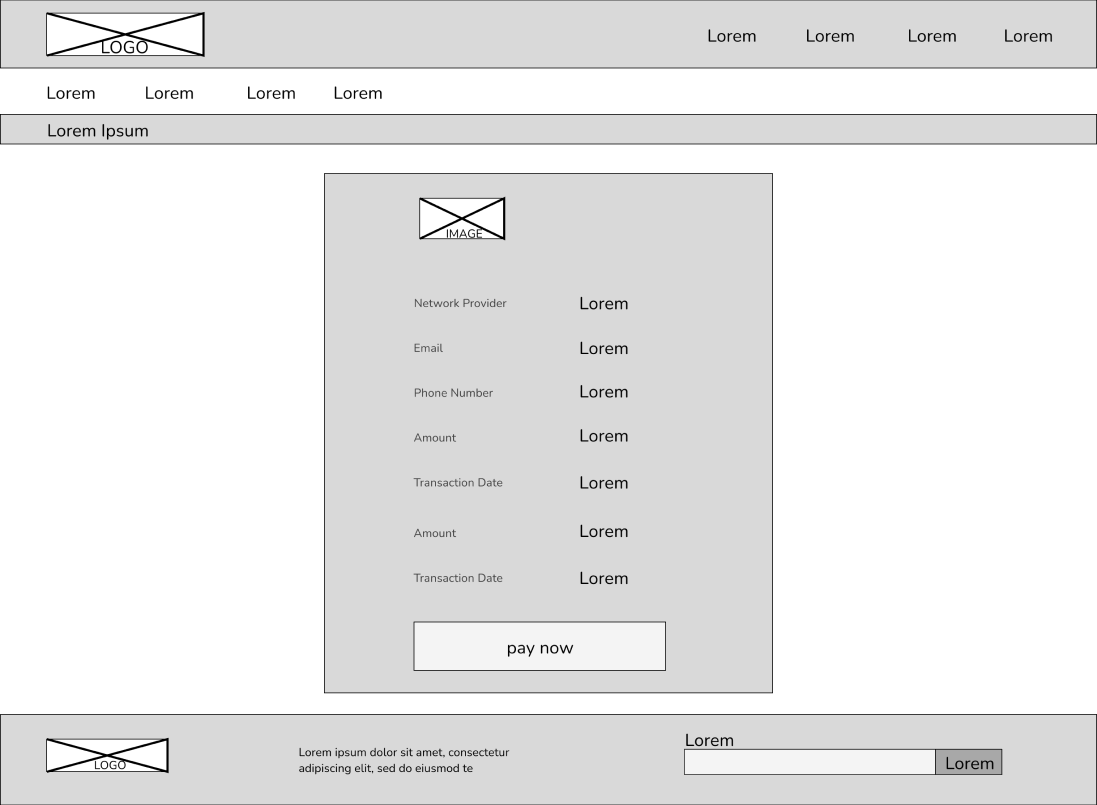 LOGO
Lorem Lorem Lorem Lorem
Lorem Lorem Lorem Lorem
Lorem Ipsum
IMAGE
Network Provider Lorem
Email Lorem
Phone Number Lorem
Amount Lorem
Transaction Date Lorem
Amount Lorem
Transaction Date Lorem
pay now
LOGO
Lorem ipsum dolor sit amet, consectetur
adipiscing elit, sed do eiusmod te
Lorem
Lorem